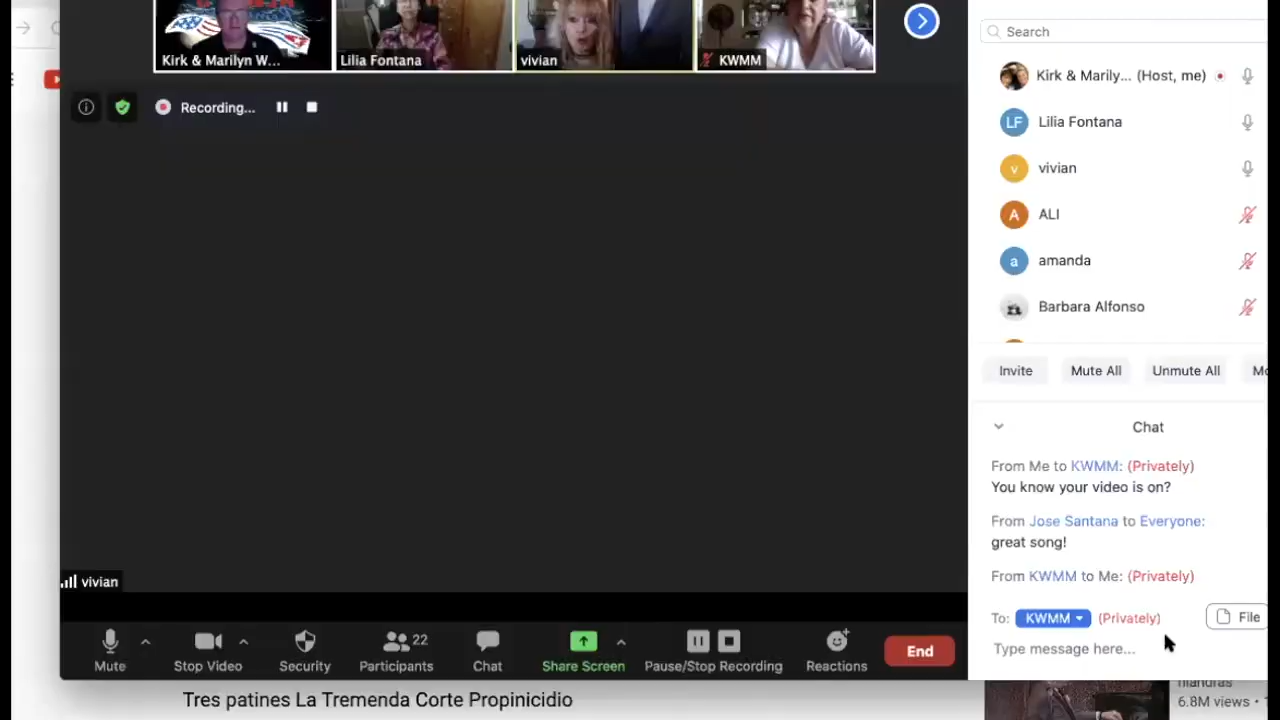 Kirk & Marilyn W...
Lilia Fontana
vivian
KWMM
Recording...
vivian
Mute
Stop Video
Security
22
Participants
Chat
Share Screen
Pause/Stop Recording
Reactions
End
Search
Kirk & Marily... (Host, me)
LF Lilia Fontana
v vivian
A ALI
a amanda
Barbara Alfonso
Invite
Mute All
Unmute All
Mo
Chat
From Me to KWMM: (Privately)
You know your video is on?
From Jose Santana to Everyone:
great song!
From KWMM to Me: (Privately)
To: KWMM (Privately)
File
Type message here...
Tres patines La Tremenda Corte Propinicidio
6.8M views •